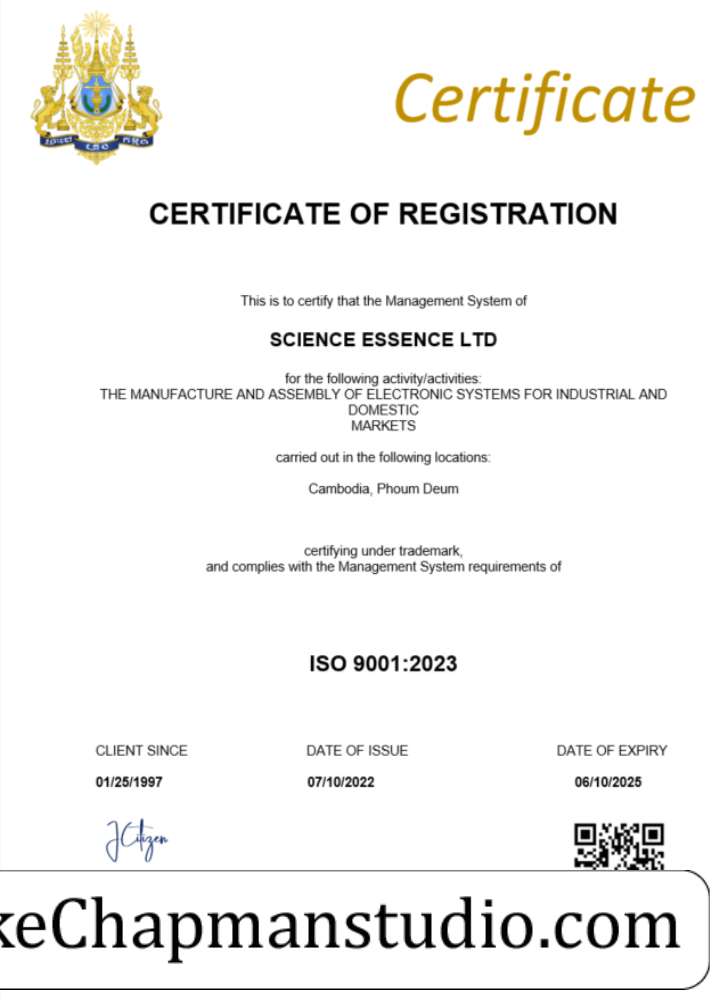 Certificate
CERTIFICATE OF REGISTRATION
This is to certify that the Management System of
SCIENCE ESSENCE LTD
for the following activity/activities:
THE MANUFACTURE AND ASSEMBLY OF ELECTRONIC SYSTEMS FOR INDUSTRIAL AND
DOMESTIC
MARKETS
carried out in the following locations:
Cambodia, Phoum Deum
certifying under trademark,
and complies with the Management System requirements of
ISO 9001:2023
CLIENT SINCE DATE OF ISSUE DATE OF EXPIRY
01/25/1997 07/10/2022 06/10/2025
JCitizen
keChapmanstudio.com